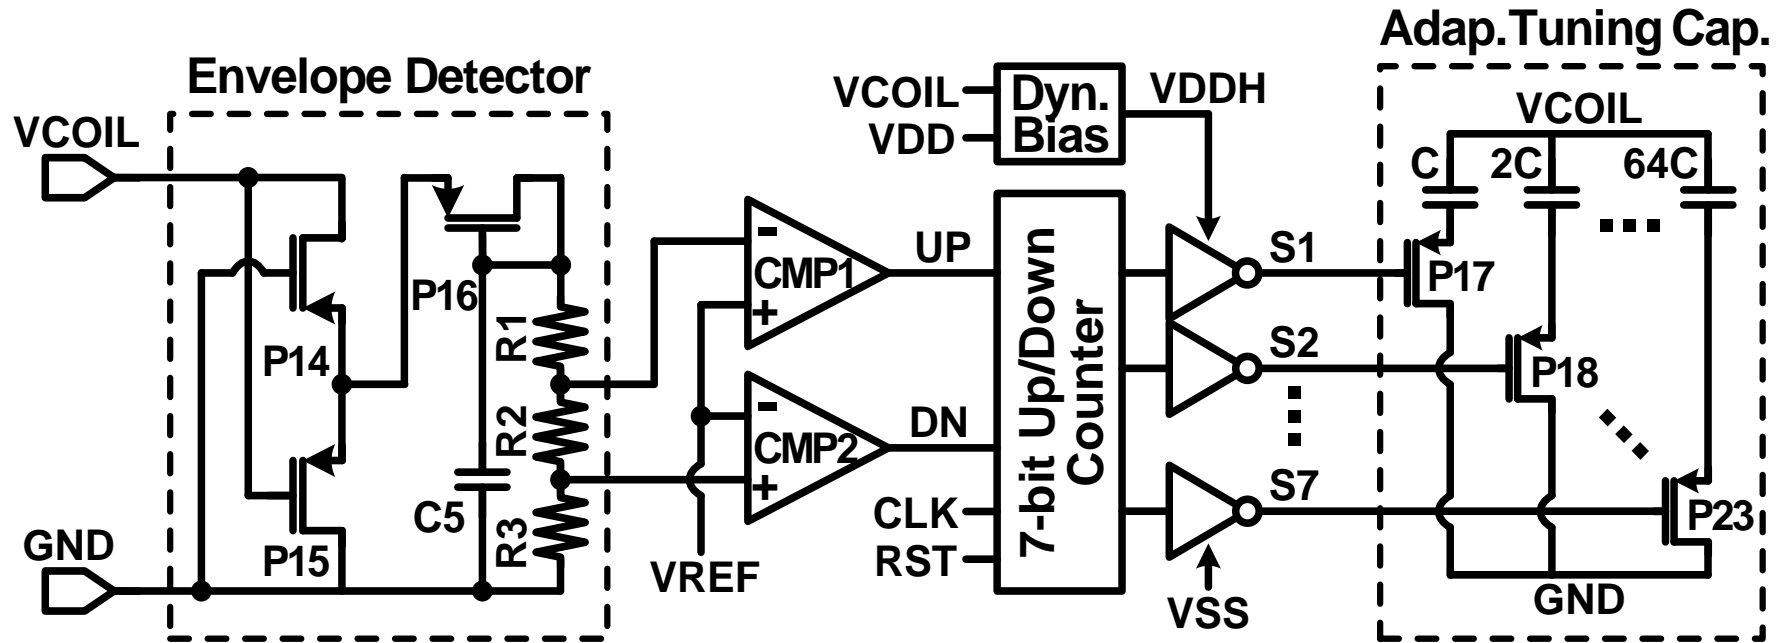 Adap.Tuning Cap.
Envelope Detector
VCOIL
GND
P14
P15
P16
C5
R1
R2
R3
-
CMP1
+
-
CMP2
+
VREF
UP
DN
CLK
RST
VCOIL
VDD
Dyn.
Bias
VDDH
7-bit Up/Down
Counter
S1
S2
S7
VSS
VCOIL
C
2C
64C
P17
P18
P23
GND